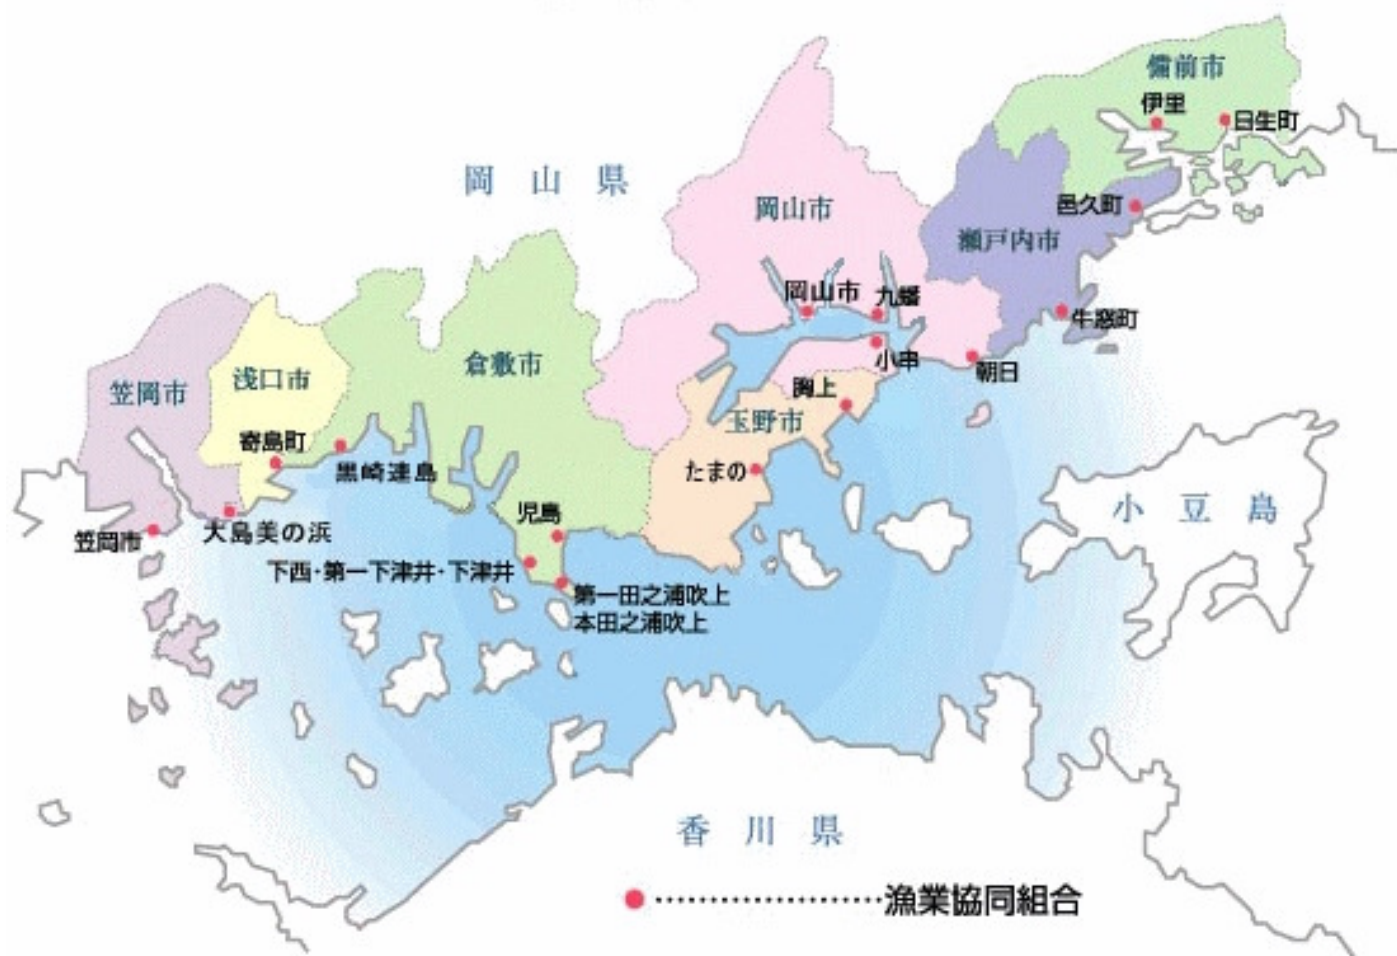 備前市
伊里
日生町
岡山県
岡山市
邑久町
瀬戸内市
岡山市
九蟠
牛窓町
小串
朝日
倉敷市
浅口市
笠岡市
胸上
玉野市
寄島町
黒崎連島
たまの
小豆島
児島
大島美の浜
笠岡市
下西・第一下津井・下津井
第一田之浦吹上
本田之浦吹上
香川県
漁業協同組合